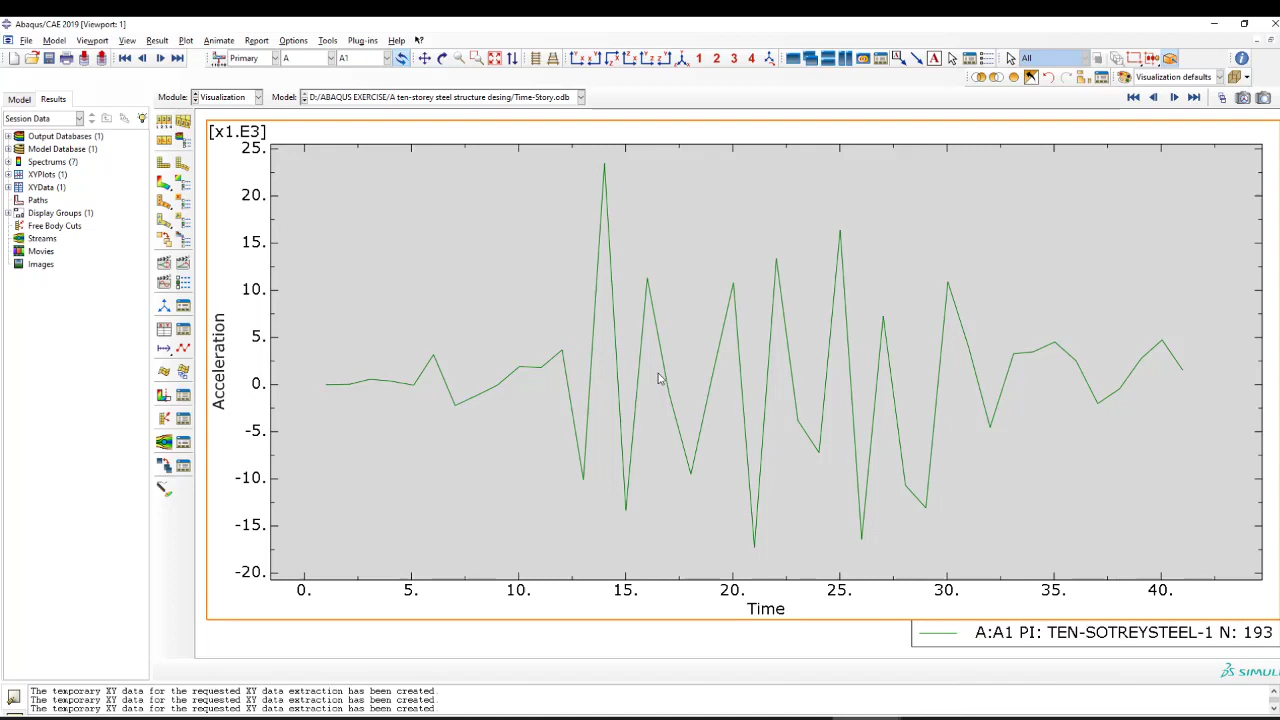 Abaqus/CAE 2019 [Viewport: 1]
File Model Viewport View Result Plot Animate Report Options Tools Plug-ins Help
Primary A A1 1 2 3 4 A All
Visualization defaults
Model Results Module: Visualization Model: D:/ABAQUS EXERCISE/A ten-storey steel structure desing/Time-Story.odb
Session Data
Output Databases (1)
Model Database (1)
Spectrums (7)
XYPlots (1)
XYData (1)
Paths
Display Groups (1)
Free Body Cuts
Streams
Movies
Images
[x1.E3]
25.
20.
15.
10.
5.
0.
-5.
-10.
-15.
-20.
Acceleration
0. 5. 10. 15. 20. 25. 30. 35. 40.
Time
A:A1 PI: TEN-SOTREYSTEEL-1 N: 193
SIMULI
The temporary XY data for the requested XY data extraction has been created.
The temporary XY data for the requested XY data extraction has been created.
The temporary XY data for the requested XY data extraction has been created.